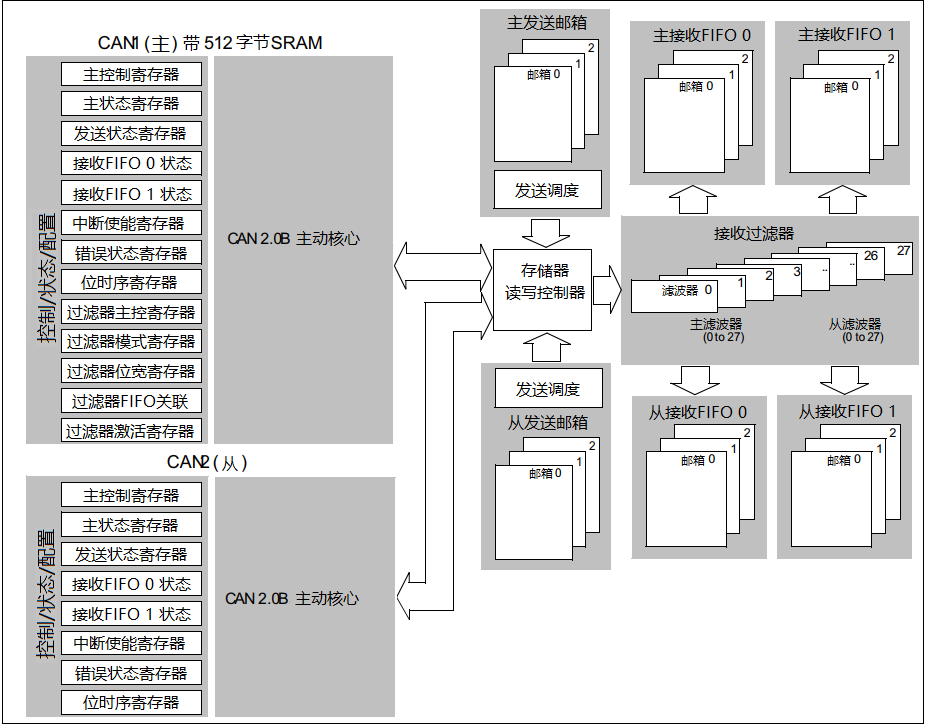 CAN1 (主) 带 512 字节SRAM
控制/状态/配置
主控制寄存器
主状态寄存器
发送状态寄存器
接收FIFO 0 状态
接收FIFO 1 状态
中断使能寄存器
错误状态寄存器
位时序寄存器
过滤器主控寄存器
过滤器模式寄存器
过滤器位宽寄存器
过滤器FIFO关联
过滤器激活寄存器
CAN 2.0B 主动核心
CAN2 (从)
控制/状态/配置
主控制寄存器
主状态寄存器
发送状态寄存器
接收FIFO 0 状态
接收FIFO 1 状态
中断使能寄存器
错误状态寄存器
位时序寄存器
CAN 2.0B 主动核心
主发送邮箱
2
1
邮箱 0
发送调度
存储器
读写控制器
发送调度
从发送邮箱
2
1
邮箱 0
主接收FIFO 0
2
1
邮箱 0
主接收FIFO 1
2
1
邮箱 0
接收过滤器
滤波器 0
1
2
3
..
..
26
27
主滤波器
(0 to 27)
从滤波器
(0 to 27)
从接收FIFO 0
2
1
邮箱 0
从接收FIFO 1
2
1
邮箱 0